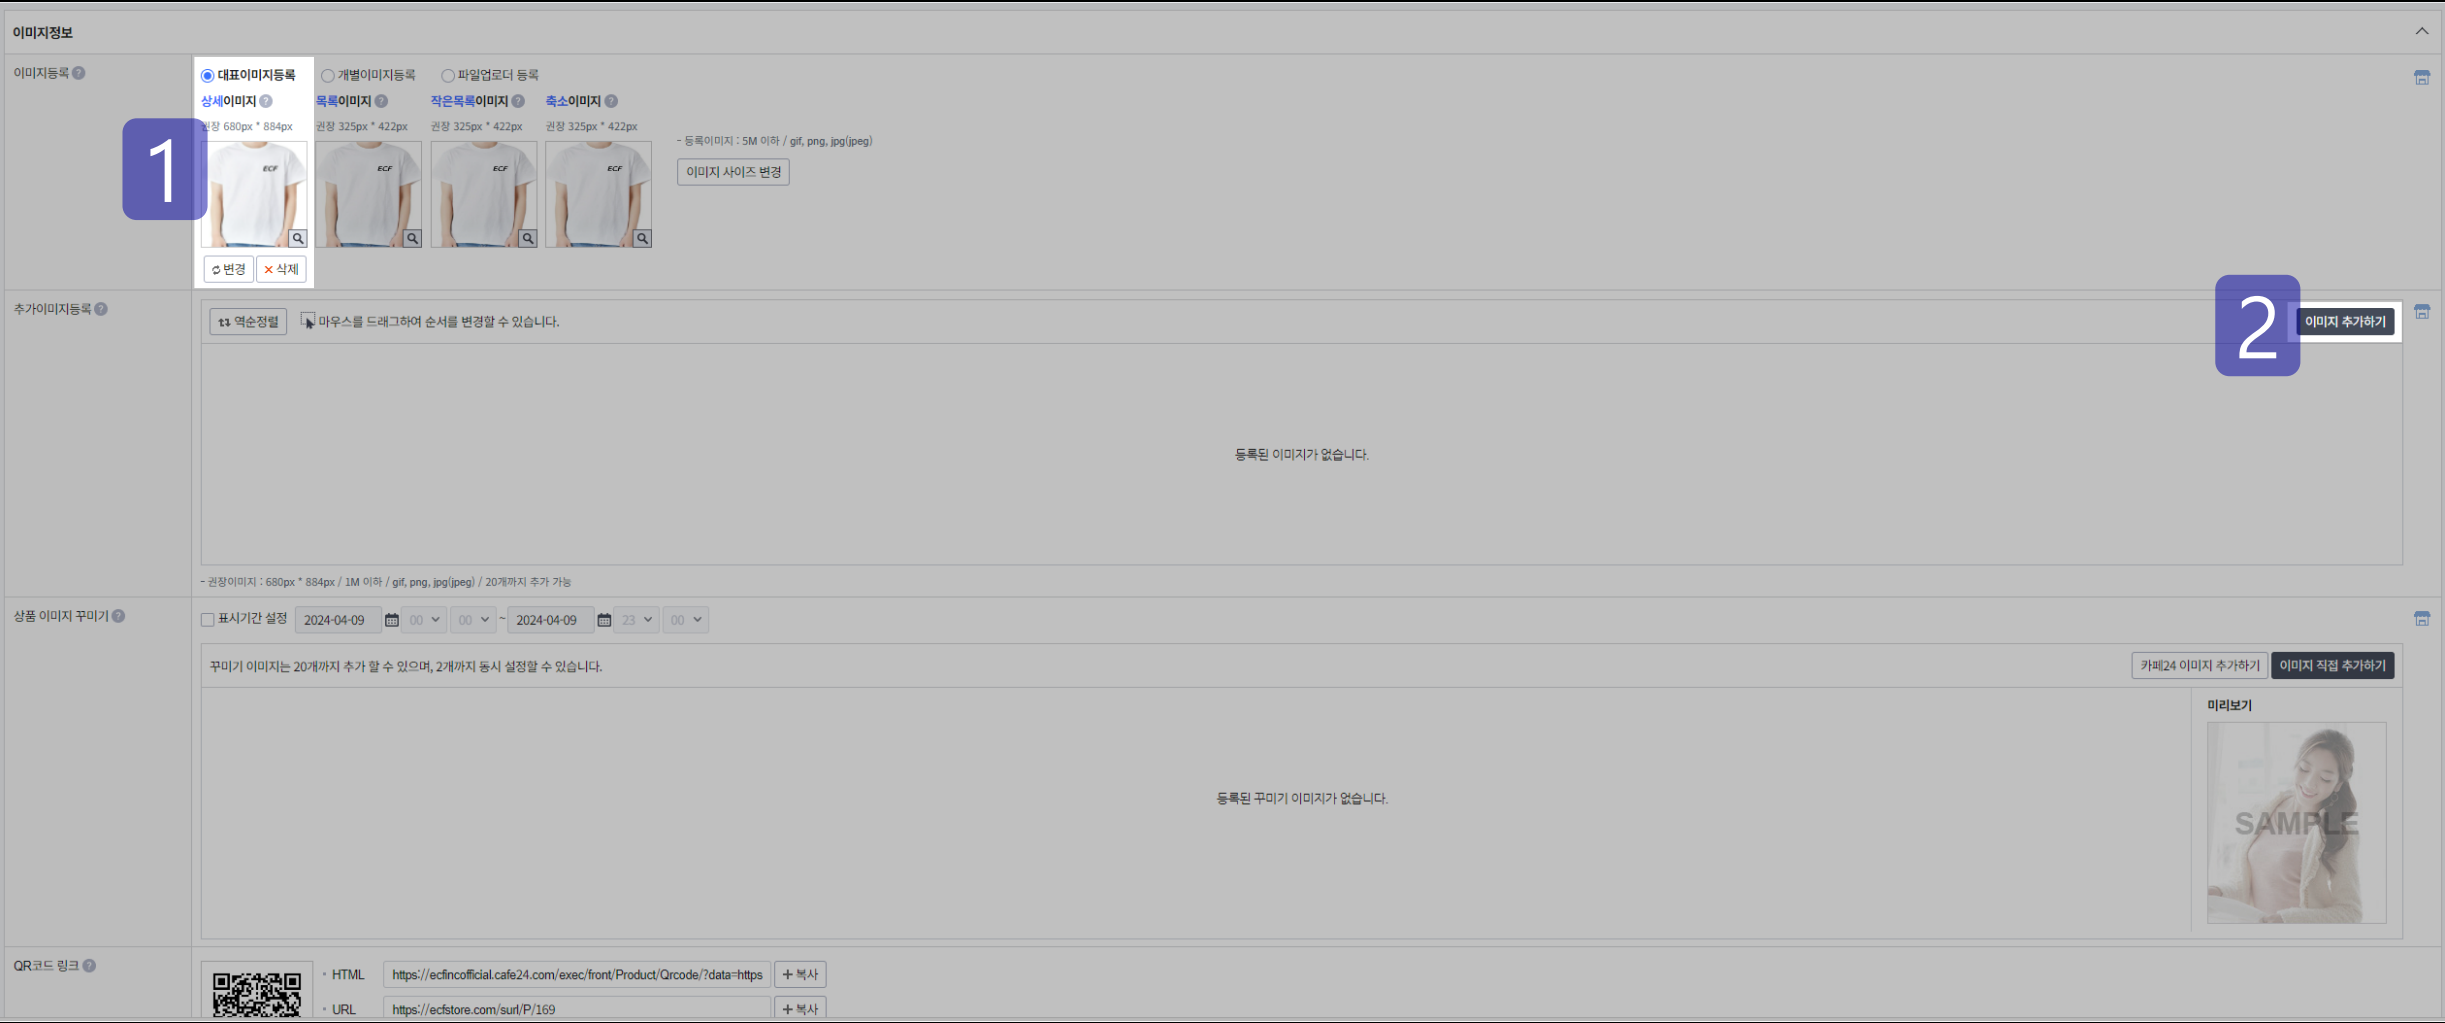 이미지정보
이미지등록
대표이미지등록 개별이미지등록 파일업로더 등록
상세이미지 목록이미지 작은목록이미지 축소이미지
권장 680px * 884px 권장 325px * 422px 권장 325px * 422px 권장 325px * 422px
- 등록이미지 : 5M 이하 / gif, png, jpg(jpeg)
이미지 사이즈 변경
1
ECF ECF ECF ECF
변경 삭제
추가이미지등록
역순정렬 마우스를 드래그하여 순서를 변경할 수 있습니다.
2
이미지 추가하기
등록된 이미지가 없습니다.
- 권장이미지 : 680px * 884px / 1M 이하 / gif, png, jpg(jpeg) / 20개까지 추가 가능
상품 이미지 꾸미기
표시기간 설정 2024-04-09 00 00 ~ 2024-04-09 23 00
꾸미기 이미지는 20개까지 추가 할 수 있으며, 2개까지 동시 설정할 수 있습니다.
카페24 이미지 추가하기 이미지 직접 추가하기
미리보기
등록된 꾸미기 이미지가 없습니다.
SAMPLE
QR코드 링크
HTML https://ecfincofficial.cafe24.com/exec/front/Product/Qrcode/?data=https 복사
URL https://ecfstore.com/surl/P/169 복사